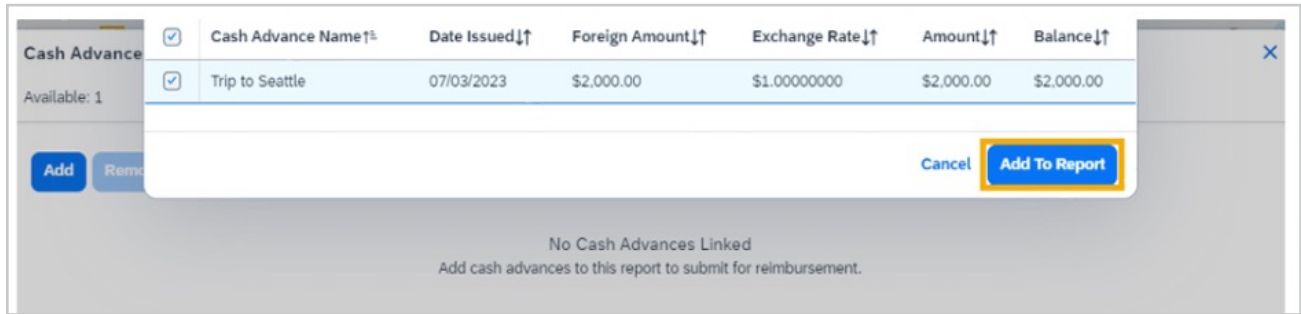 Cash Advance Name Date Issued Foreign Amount Exchange Rate Amount Balance
Cash Advance
Trip to Seattle 07/03/2023 $2,000.00 $1.00000000 $2,000.00 $2,000.00
Available: 1
Cancel Add To Report
Add
No Cash Advances Linked
Add cash advances to this report to submit for reimbursement.